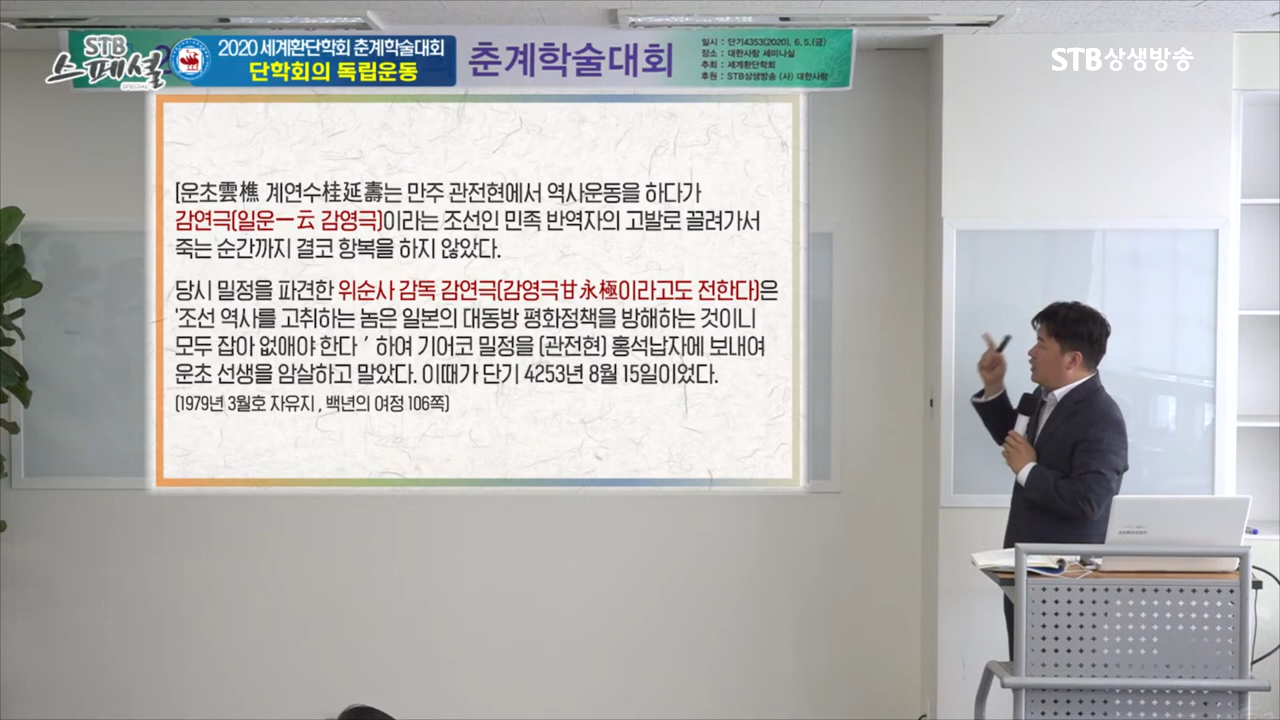 STB
스페셜
SPECIAL
2020 세계환단학회 춘계학술대회
단학회의 독립운동
춘계학술대회
일시 : 단기4353(2020). 6. 5.(금)
장소 : 대한사랑 세미나실
주최 : 세계환단학회
후원 : STB상생방송 (사) 대한사랑
STB상생방송
[운초雲樵 계연수桂延壽는 만주 관전현에서 역사운동을 하다가
감연극(일운一云 감영극)이라는 조선인 민족 반역자의 고발로 끌려가서
죽는 순간까지 결코 항복을 하지 않았다.
당시 밀정을 파견한 위순사 감독 감연극(감영극甘永極이라고도 전한다)은
'조선 역사를 고취하는 놈은 일본의 대동방 평화정책을 방해하는 것이니
모두 잡아 없애야 한다 ′ 하여 기어코 밀정을 (관전현) 홍석납자에 보내여
운초 선생을 암살하고 말았다. 이때가 단기 4253년 8월 15일이었다.
(1979년 3월호 자유지 , 백년의 여정 106쪽)